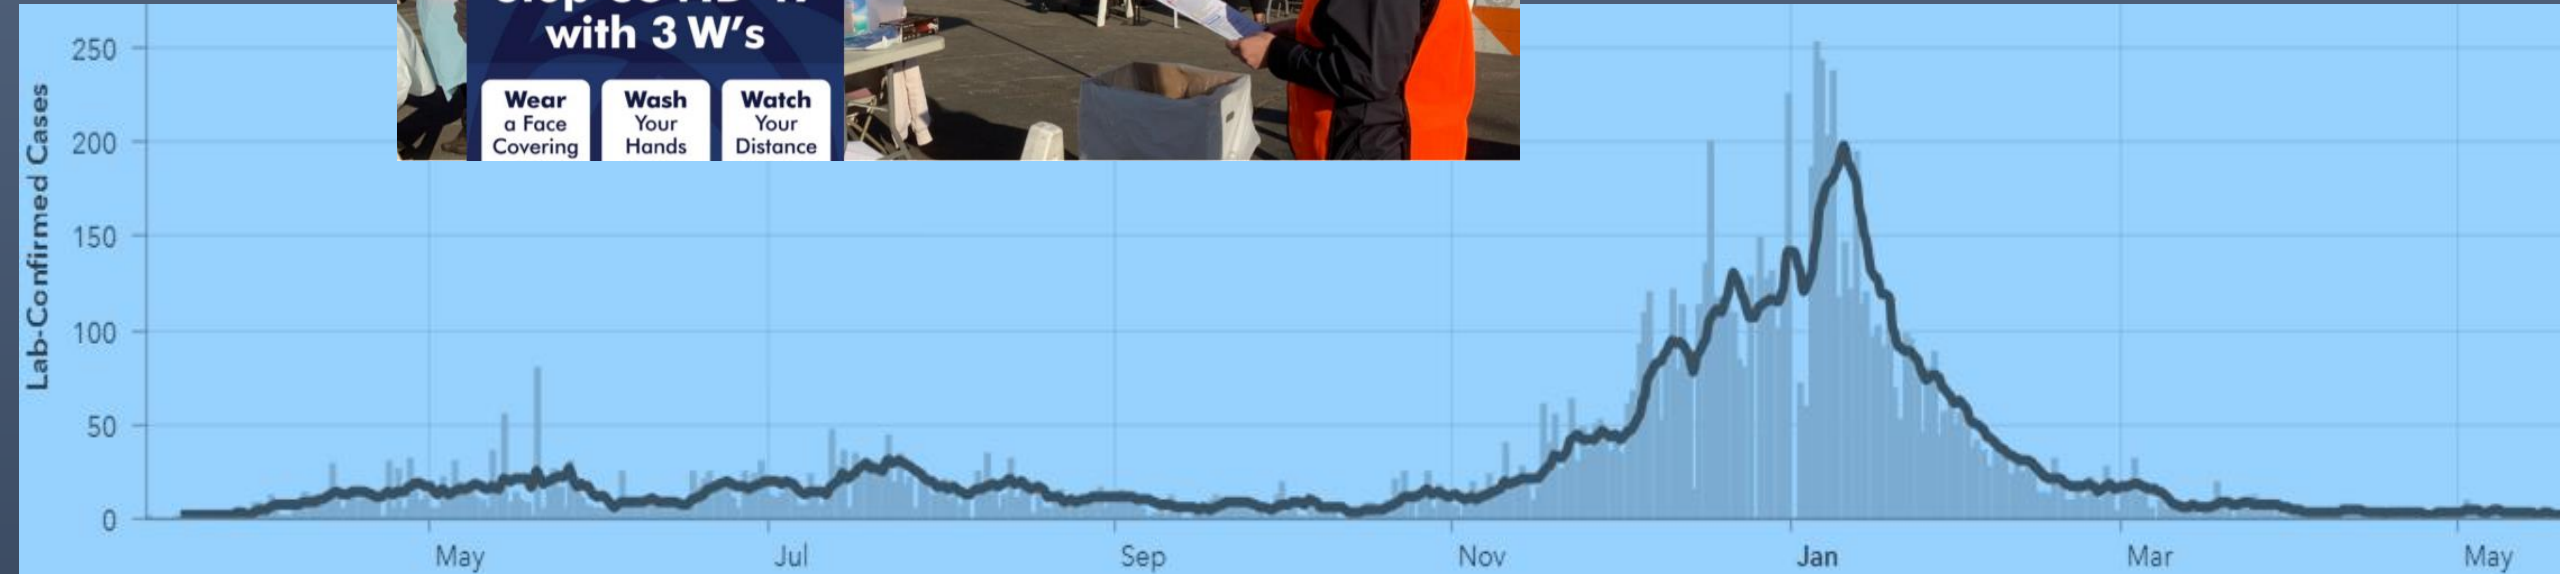 with 3 W's
Wear
a Face
Covering
Wash
Your
Hands
Watch
Your
Distance
Lab-Confirmed Cases
250
200
150
100
50
0
May
Jul
Sep
Nov
Jan
Mar
May